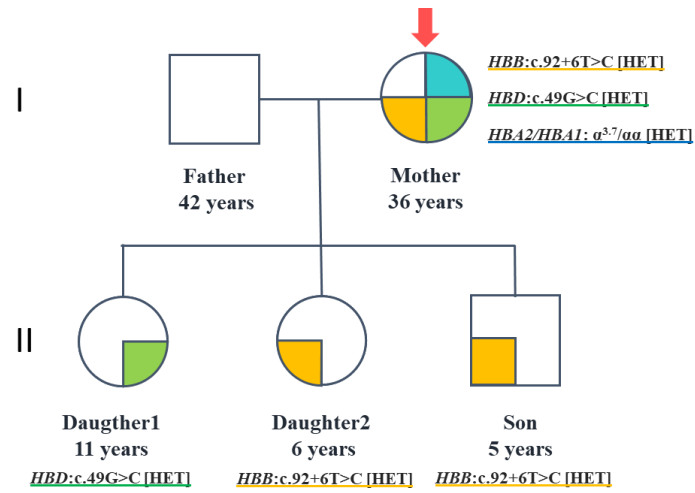 I
HBB:c.92+6T>C [HET]
HBD:c.49G>C [HET]
HBA2/HBA1: α3.7/αα [HET]
Father
42 years
Mother
36 years
II
Daugther1
11 years
HBD:c.49G>C [HET]
Daughter2
6 years
HBB:c.92+6T>C [HET]
Son
5 years
HBB:c.92+6T>C [HET]